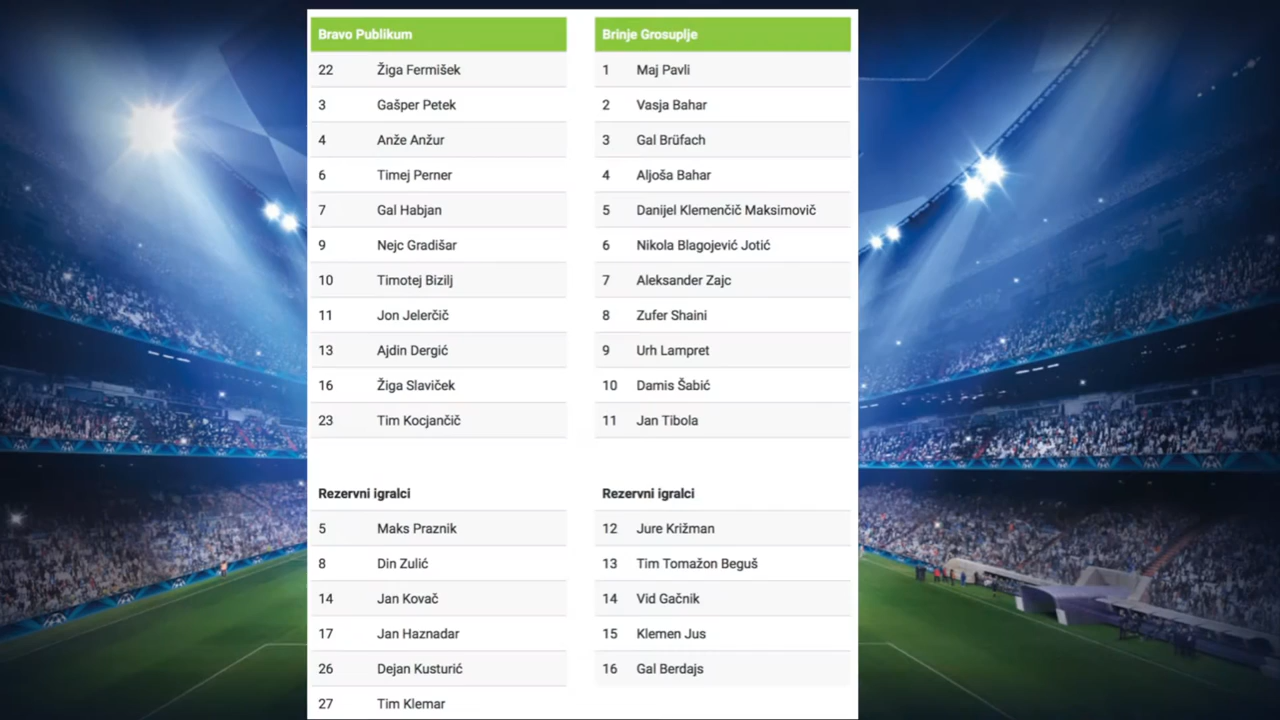 Bravo Publikum
22 Žiga Fermišek
3 Gašper Petek
4 Anže Anžur
6 Timej Perner
7 Gal Habjan
9 Nejc Gradišar
10 Timotej Bizilj
11 Jon Jelerčič
13 Ajdin Dergić
16 Žiga Slaviček
23 Tim Kocjančič
Rezervni igralci
5 Maks Praznik
8 Din Zulić
14 Jan Kovač
17 Jan Haznadar
26 Dejan Kusturić
27 Tim Klemar
Brinje Grosuplje
1 Maj Pavli
2 Vasja Bahar
3 Gal Brüfach
4 Aljoša Bahar
5 Danijel Klemenčič Maksimovič
6 Nikola Blagojević Jotić
7 Aleksander Zajc
8 Zufer Shaini
9 Urh Lampret
10 Damis Šabić
11 Jan Tibola
Rezervni igralci
12 Jure Križman
13 Tim Tomažon Beguš
14 Vid Gačnik
15 Klemen Jus
16 Gal Berdajs